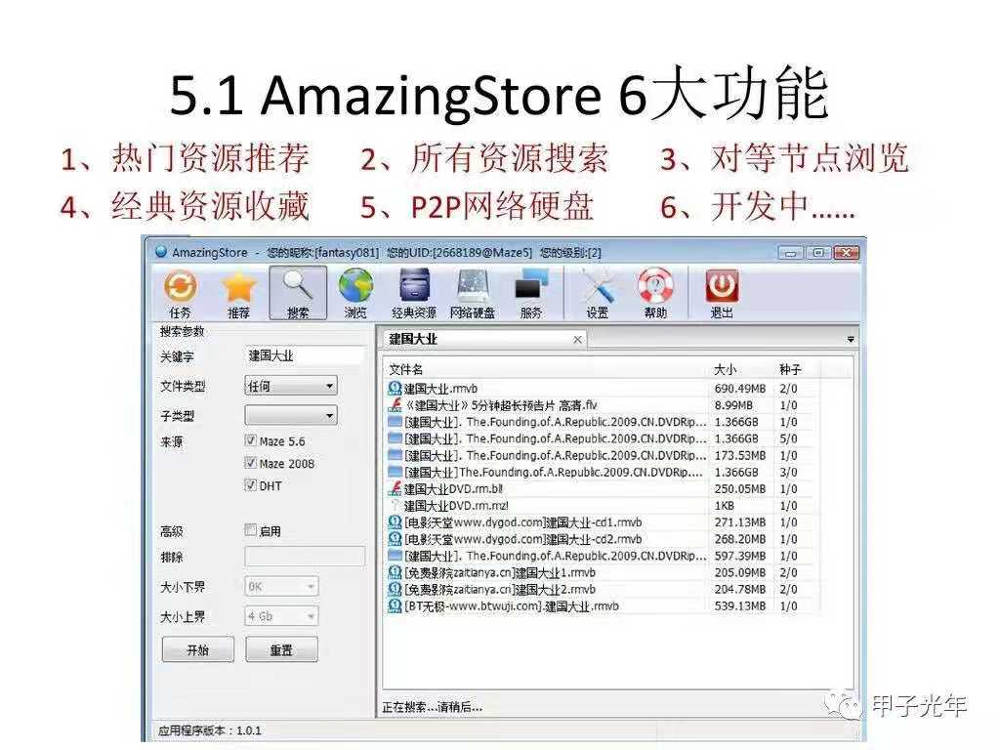 5.1 AmazingStore 6大功能
1、热门资源推荐 2、所有资源搜索 3、对等节点浏览
4、经典资源收藏 5、P2P网络硬盘 6、开发中……
AmazingStore - 您的昵称:[fantasy081] 您的UID:[2668189@Maze5] 您的级别:[2]
任务 推荐 搜索 浏览 经典资源 网络硬盘 服务 设置 帮助 退出
搜索参数
关键字 建国大业
文件类型 任何
子类型
来源 Maze 5.6
Maze 2008
DHT
高级 启用
排除
大小下界 0K
大小上界 4 Gb
开始 重置
建国大业
文件名 大小 种子
建国大业.rmvb 690.49MB 2/0
《建国大业》5分钟超长预告片.高清.flv 8.99MB 1/0
[建国大业]. The.Founding.of.A.Republic.2009.CN.DVDRip... 1.366GB 1/0
[建国大业]. The.Founding.of.A.Republic.2009.CN.DVDRip... 1.366GB 5/0
[建国大业]. The.Founding.of.A.Republic.2009.CN.DVDRip... 173.53MB 1/0
[建国大业]The.Founding.of.A.Republic.2009.CN.DVDRip.... 1.366GB 3/0
建国大业DVD.rm.bl! 250.05MB 1/0
建国大业DVD.rm.mz! 1KB 1/0
[电影天堂www.dygod.com]建国大业-cd1.rmvb 271.13MB 1/0
[电影天堂www.dygod.com]建国大业-cd2.rmvb 268.20MB 1/0
[建国大业]. The.Founding.of.A.Republic.2009.CN.DVDRip... 597.39MB 1/0
[免费影院zaitianya.cn]建国大业1.rmvb 205.09MB 2/0
[免费影院zaitianya.cn]建国大业2.rmvb 204.78MB 2/0
[BT无极-www.btwuji.com].建国大业.rmvb 539.13MB 1/0
正在搜索...请稍后...
应用程序版本：1.0.1
甲子光年